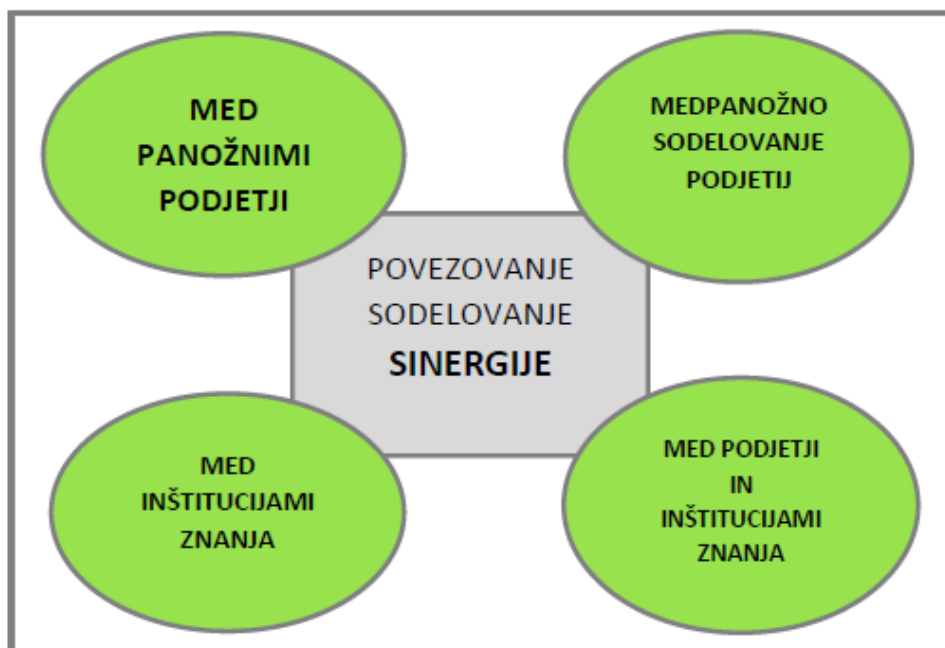 MED
PANOŽNIMI
PODJETJI
MEDPANOŽNO
SODELOVANJE
PODJETIJ
POVEZOVANJE
SODELOVANJE
SINERGIJE
MED
INŠTITUCIJAMI
ZNANJA
MED PODJETJI
IN
INŠTITUCIJAMI
ZNANJA